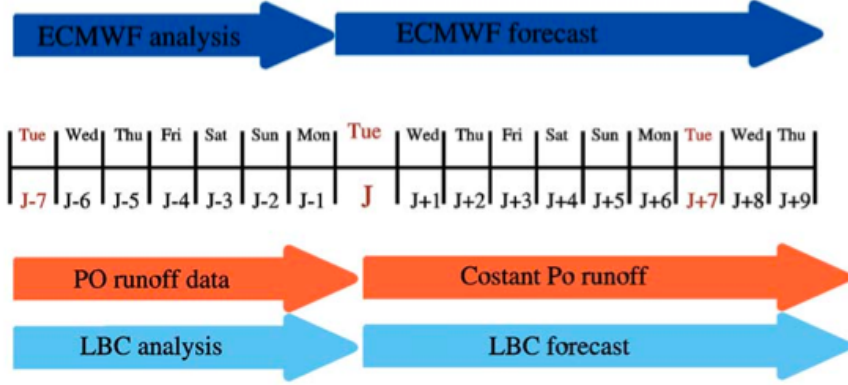 ECMWF analysis ECMWF forecast
Tue Wed Thu Fri Sat Sun Mon Tue Wed Thu Fri Sat Sun Mon Tue Wed Thu
J-7 J-6 J-5 J-4 J-3 J-2 J-1 J J+1 J+2 J+3 J+4 J+5 J+6 J+7 J+8 J+9
PO runoff data Costant Po runoff
LBC analysis LBC forecast